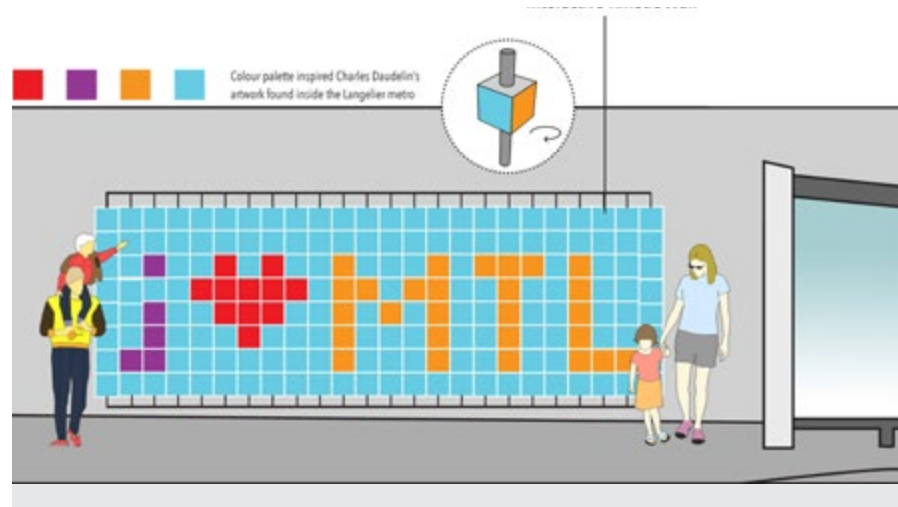 Colour palette inspired Charles Daudelin's
artwork found inside the Langelier metro
j MTL